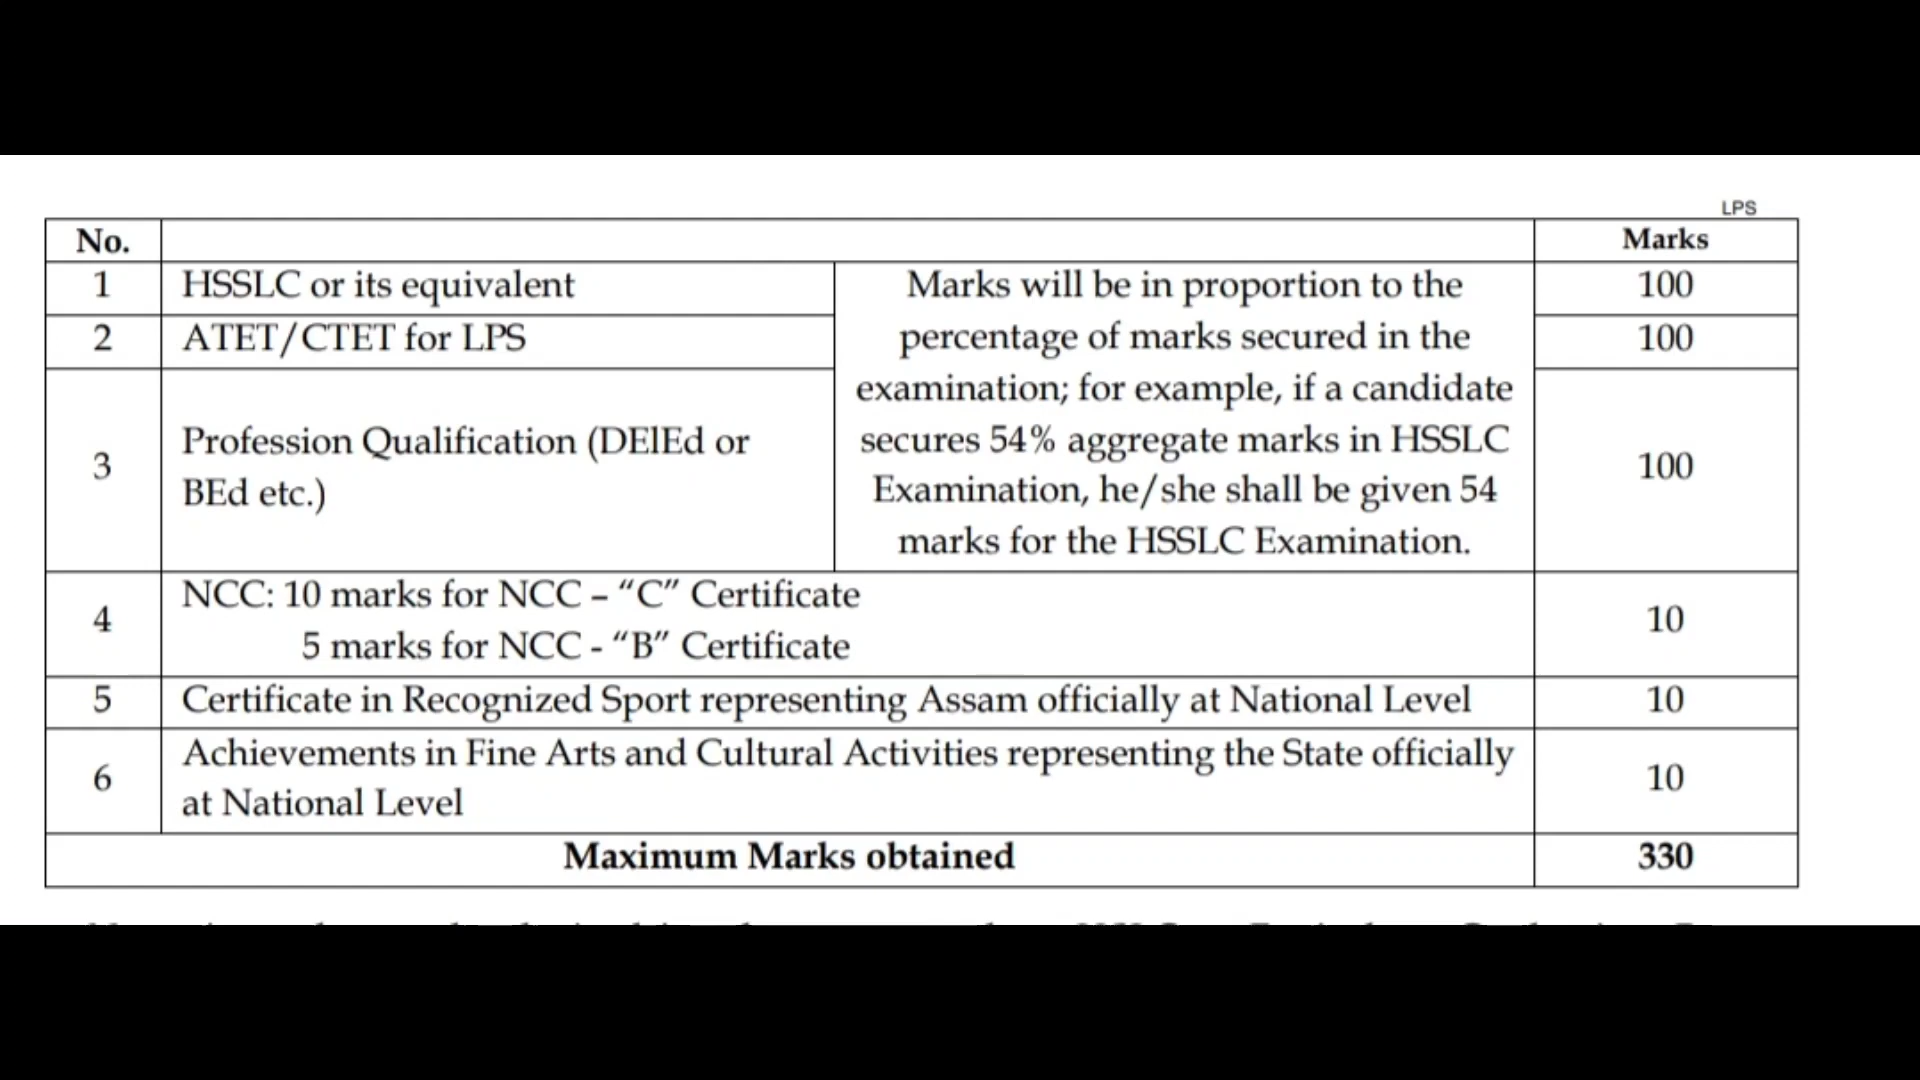 LPS
No. Marks
1 HSSLC or its equivalent 100
2 ATET/CTET for LPS 100
3 Profession Qualification (DElEd or
BEd etc.) 100
Marks will be in proportion to the
percentage of marks secured in the
examination; for example, if a candidate
secures 54% aggregate marks in HSSLC
Examination, he/she shall be given 54
marks for the HSSLC Examination.
4 NCC: 10 marks for NCC – “C” Certificate 10
5 marks for NCC - “B” Certificate
5 Certificate in Recognized Sport representing Assam officially at National Level 10
6 Achievements in Fine Arts and Cultural Activities representing the State officially 10
at National Level
Maximum Marks obtained 330